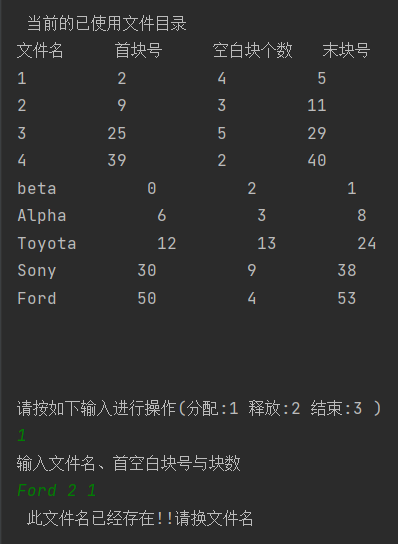 当前的已使用文件目录
文件名 首块号 空白块个数 末块号
1 2 4 5
2 9 3 11
3 25 5 29
4 39 2 40
beta 0 2 1
Alpha 6 3 8
Toyota 12 13 24
Sony 30 9 38
Ford 50 4 53
请按如下输入进行操作(分配:1 释放:2 结束:3 )
1
输入文件名、首空白块号与块数
Ford 2 1
此文件名已经存在!!请换文件名